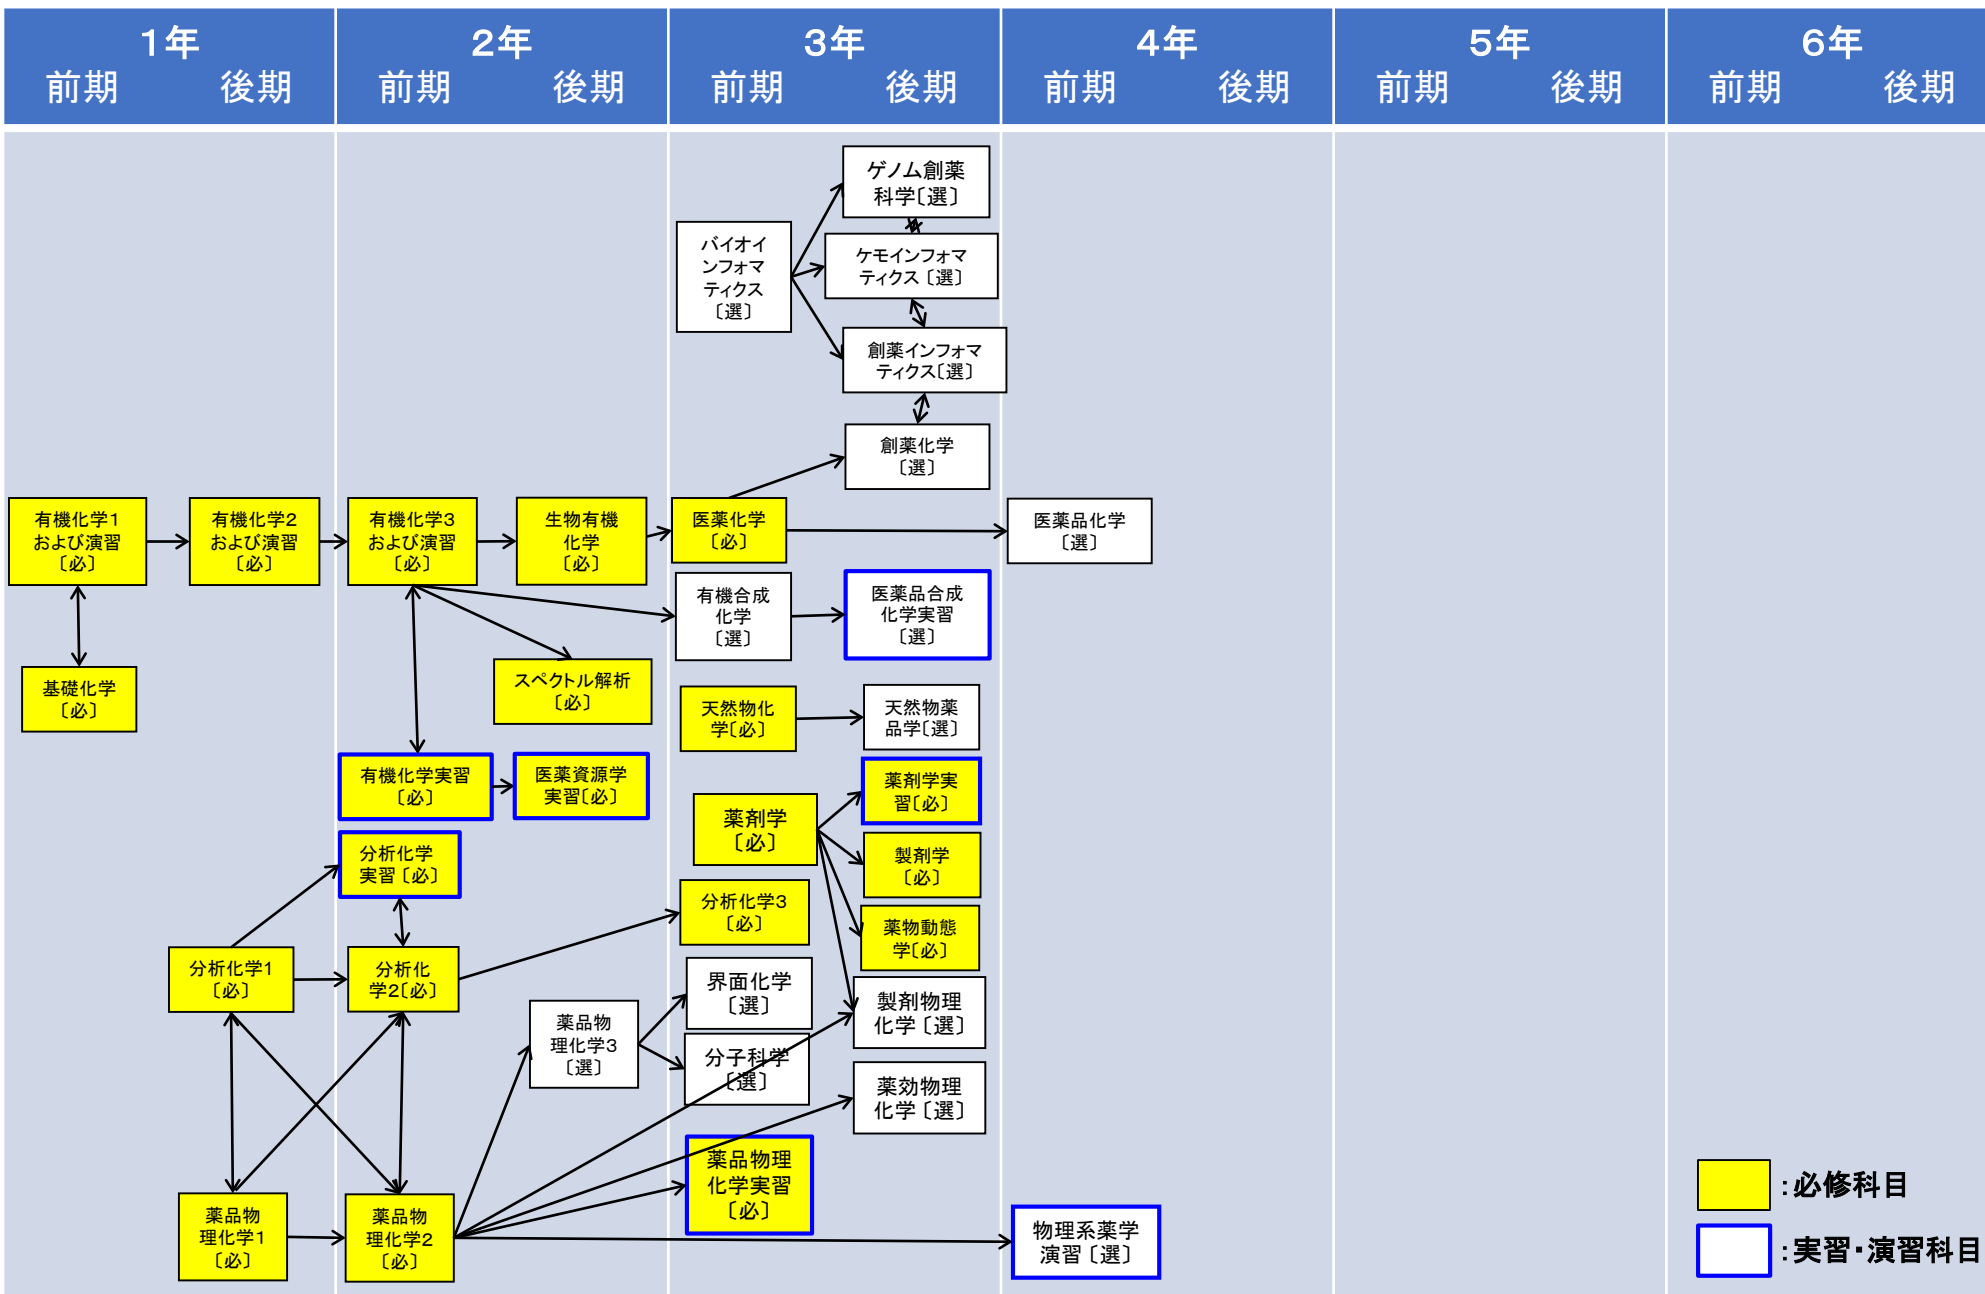 1年
前期 後期
2年
前期 後期
3年
前期 後期
4年
前期 後期
5年
前期 後期
6年
前期 後期
ゲノム創薬
科学〔選〕
バイオイ
ンフォマ
ティクス
〔選〕
ケモインフォマ
ティクス〔選〕
創薬インフォマ
ティクス〔選〕
創薬化学
〔選〕
有機化学1
および演習
〔必〕
有機化学2
および演習
〔必〕
有機化学3
および演習
〔必〕
生物有機
化学
〔必〕
医薬化学
〔必〕
医薬品化学
〔選〕
有機合成
化学
〔選〕
医薬品合成
化学実習
〔選〕
基礎化学
〔必〕
スペクトル解析
〔必〕
天然物化
学〔必〕
天然物薬
品学〔選〕
有機化学実習
〔必〕
医薬資源学
実習〔必〕
薬剤学
〔必〕
薬剤学実
習〔必〕
分析化学
実習〔必〕
製剤学
〔必〕
分析化学3
〔必〕
薬物動態
学〔必〕
分析化学1
〔必〕
分析化
学2〔必〕
界面化学
〔選〕
製剤物理
化学〔選〕
薬品物
理化学3
〔選〕
分子科学
〔選〕
薬効物理
化学〔選〕
薬品物理
化学実習
〔必〕
薬品物
理化学1
〔必〕
薬品物
理化学2
〔必〕
物理系薬学
演習〔選〕
：必修科目
：実習・演習科目